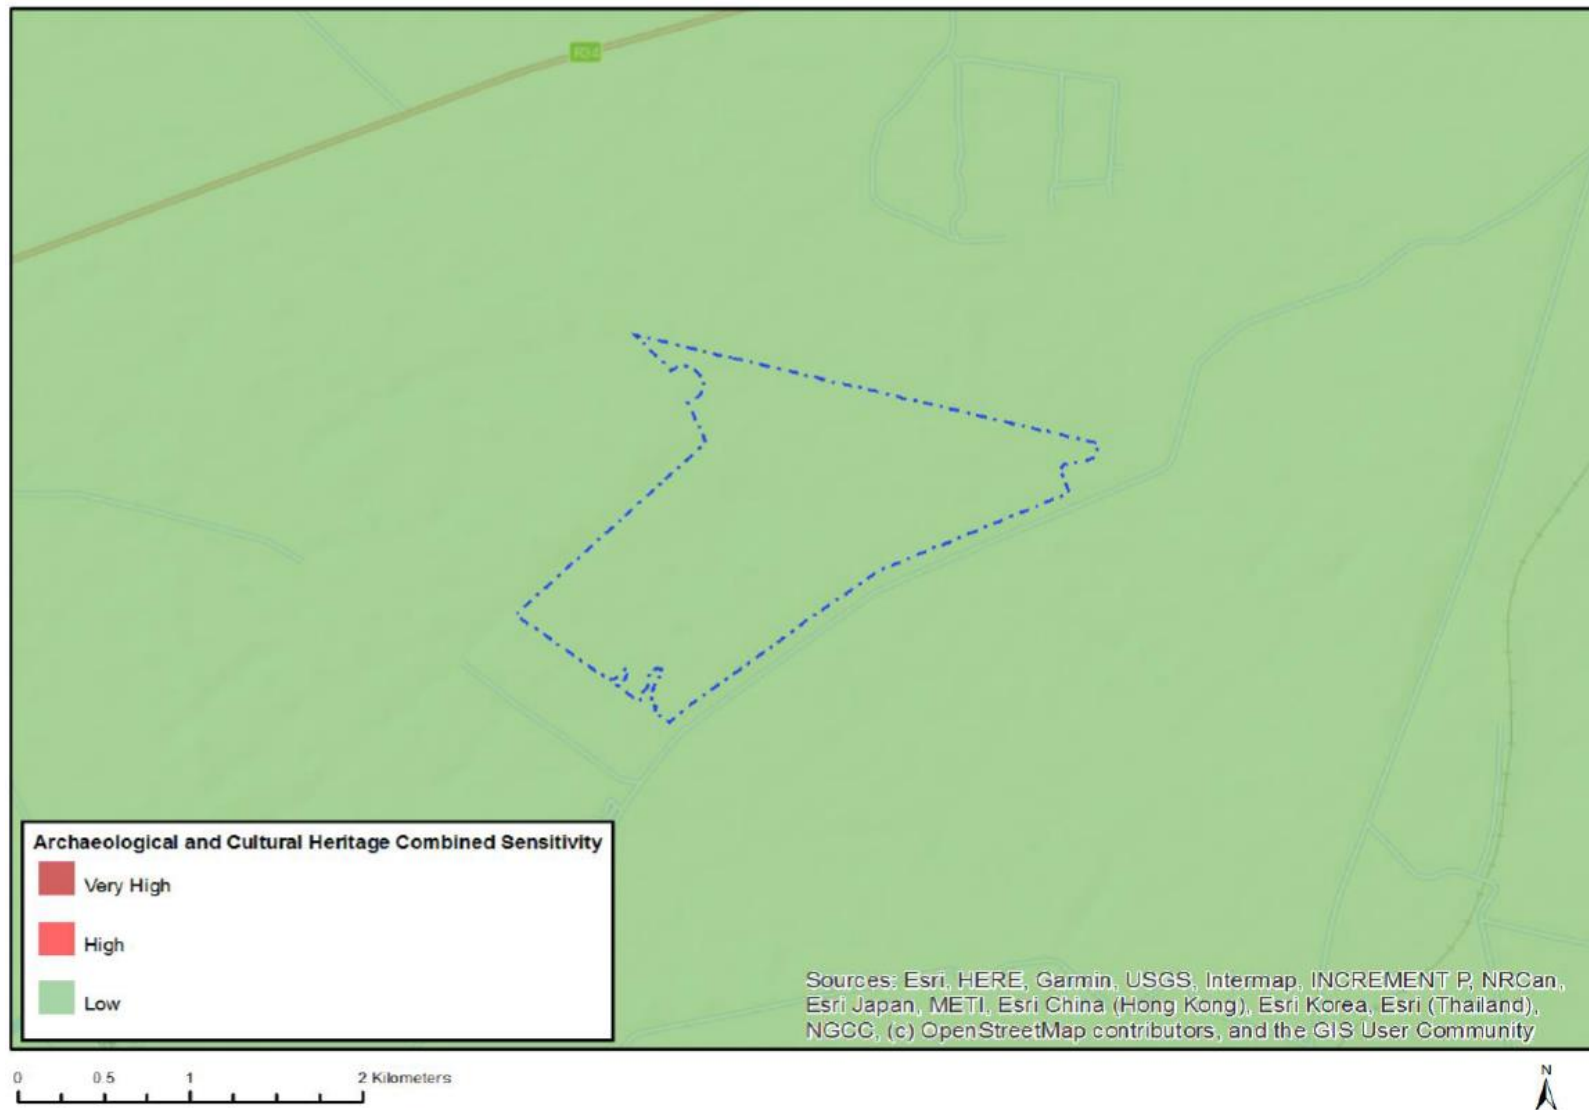 R34
Archaeological and Cultural Heritage Combined Sensitivity
Very High
High
Low
Sources: Esri, HERE, Garmin, USGS, Intermap, INCREMENT P, NRCan,
Esri Japan, METI, Esri China (Hong Kong), Esri Korea, Esri (Thailand),
NGCC, (c) OpenStreetMap contributors, and the GIS User Community
0 0.5 1 2 Kilometers
N